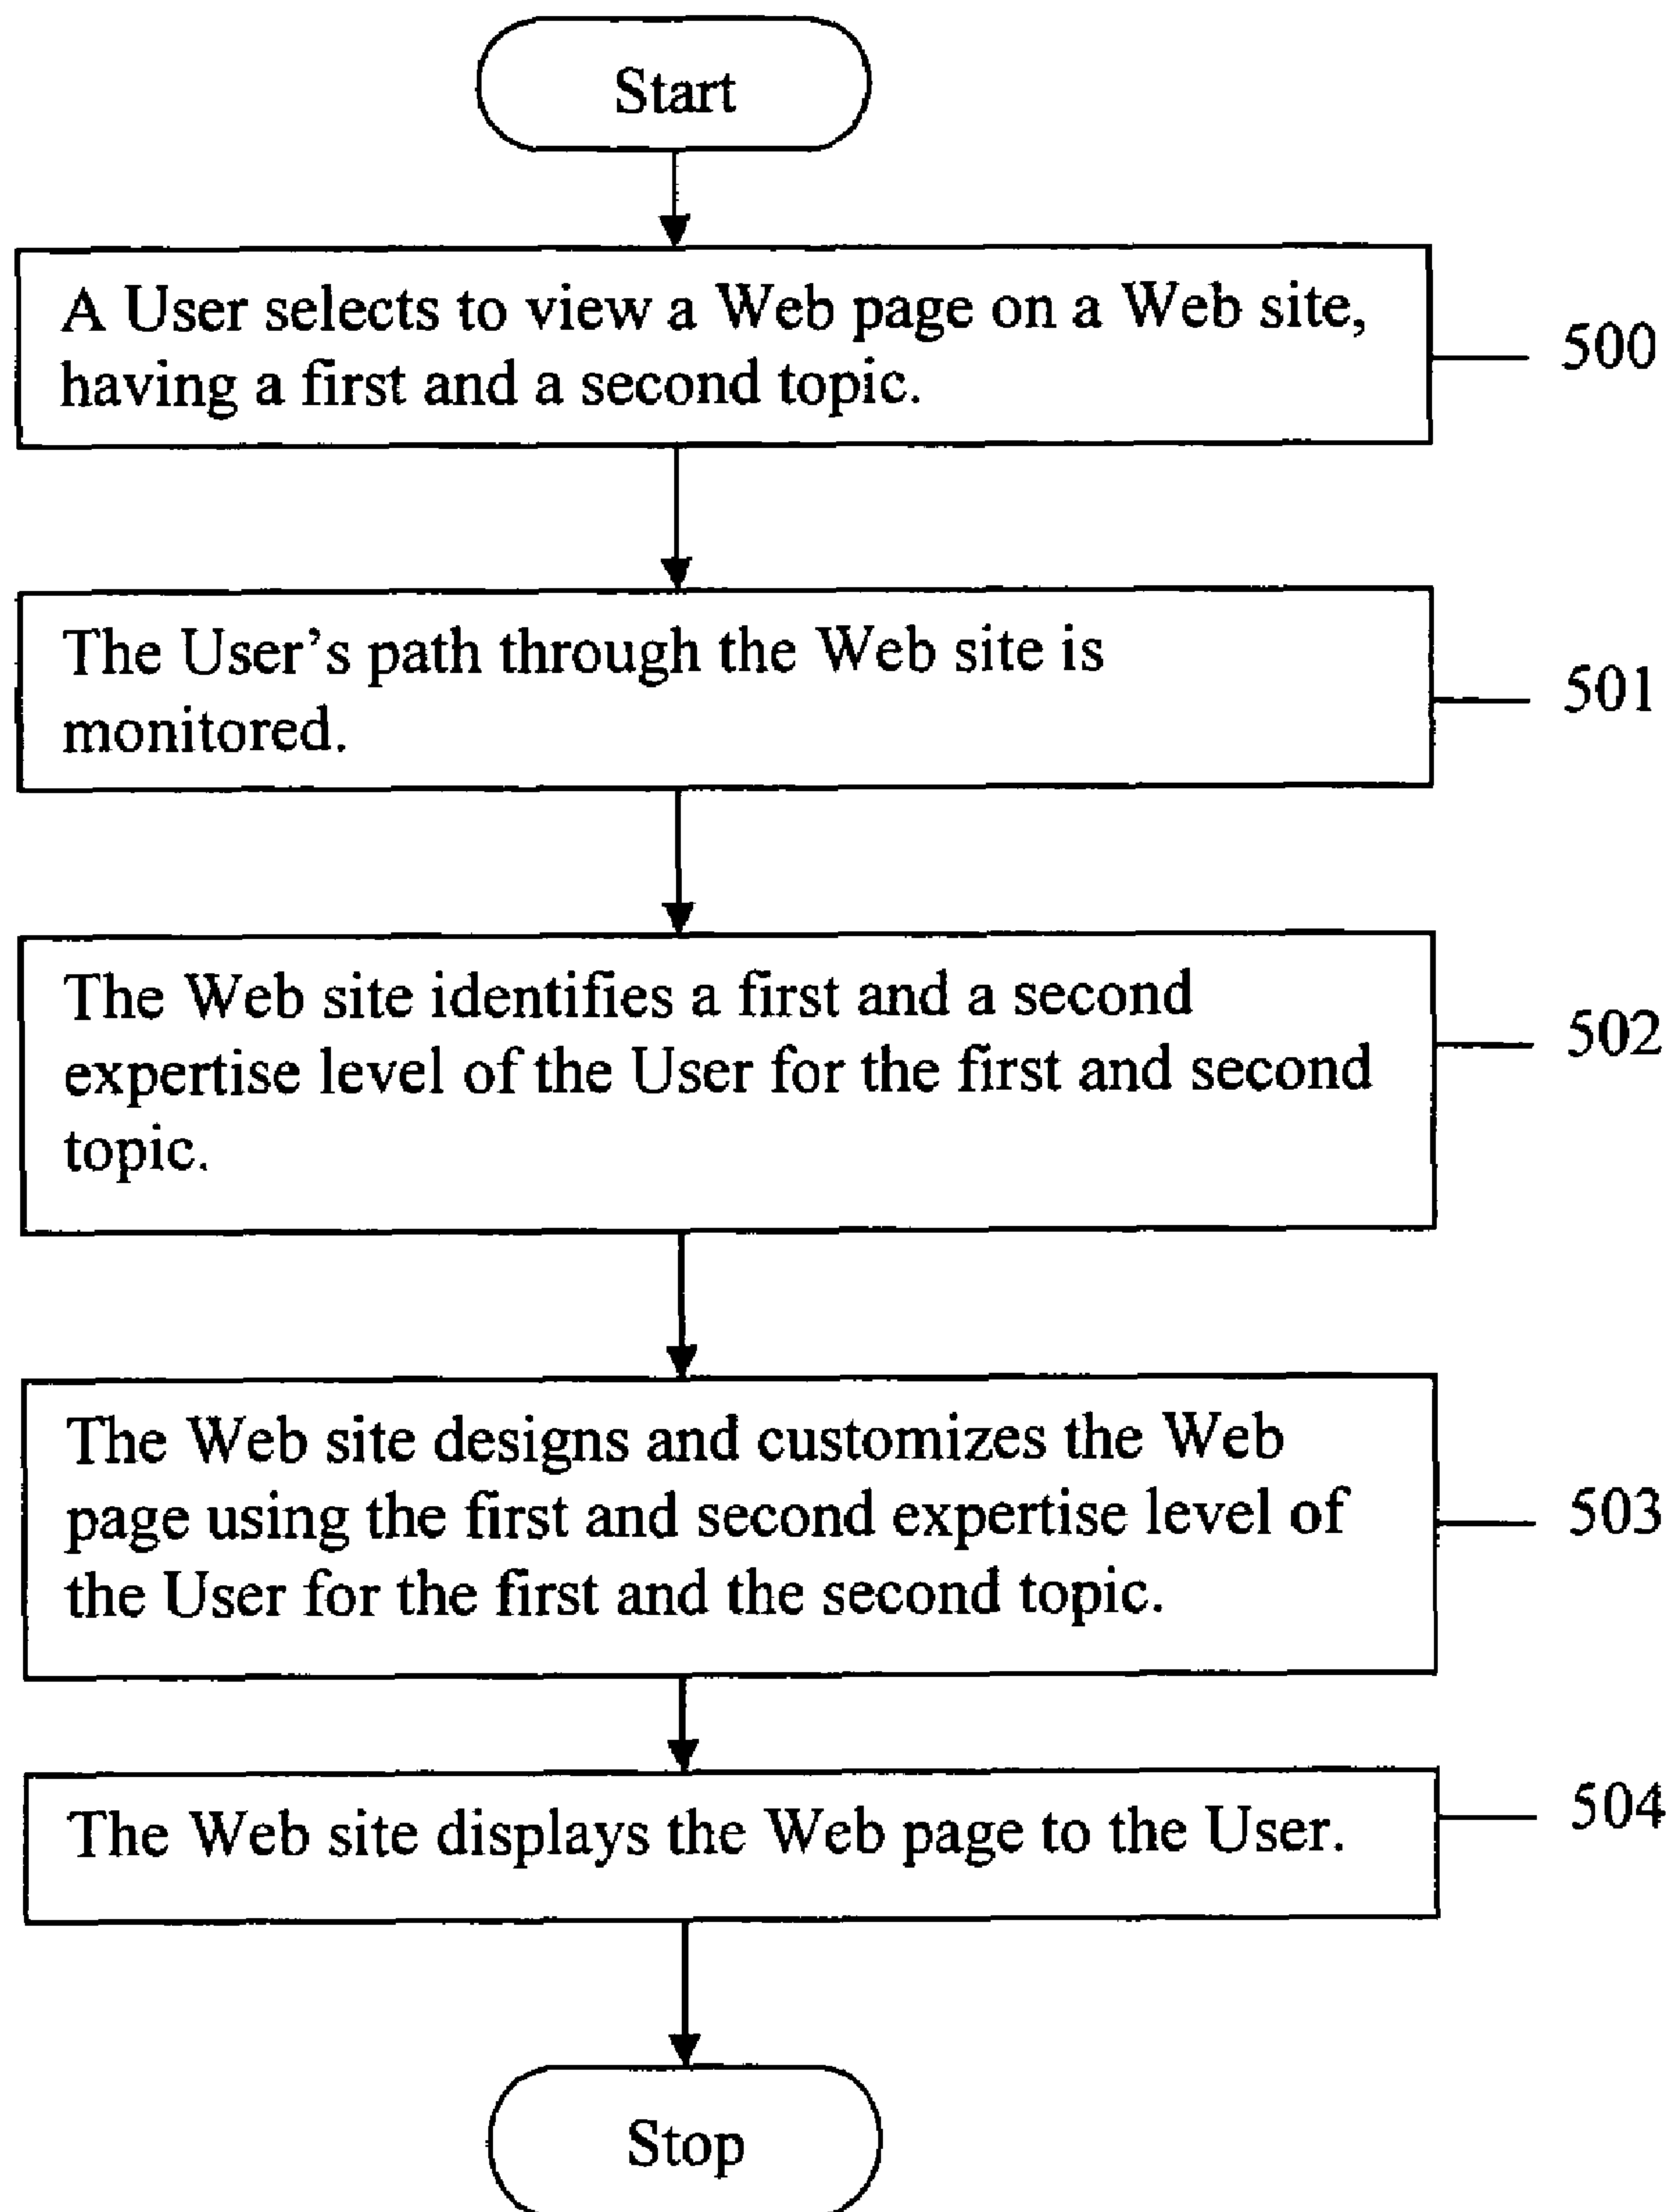 Start
A User selects to view a Web page on a Web site,
having a first and a second topic.
500
The User's path through the Web site is
monitored.
501
The Web site identifies a first and a second
expertise level of the User for the first and second
topic.
502
The Web site designs and customizes the Web
page using the first and second expertise level of
the User for the first and the second topic.
503
The Web site displays the Web page to the User.
504
Stop